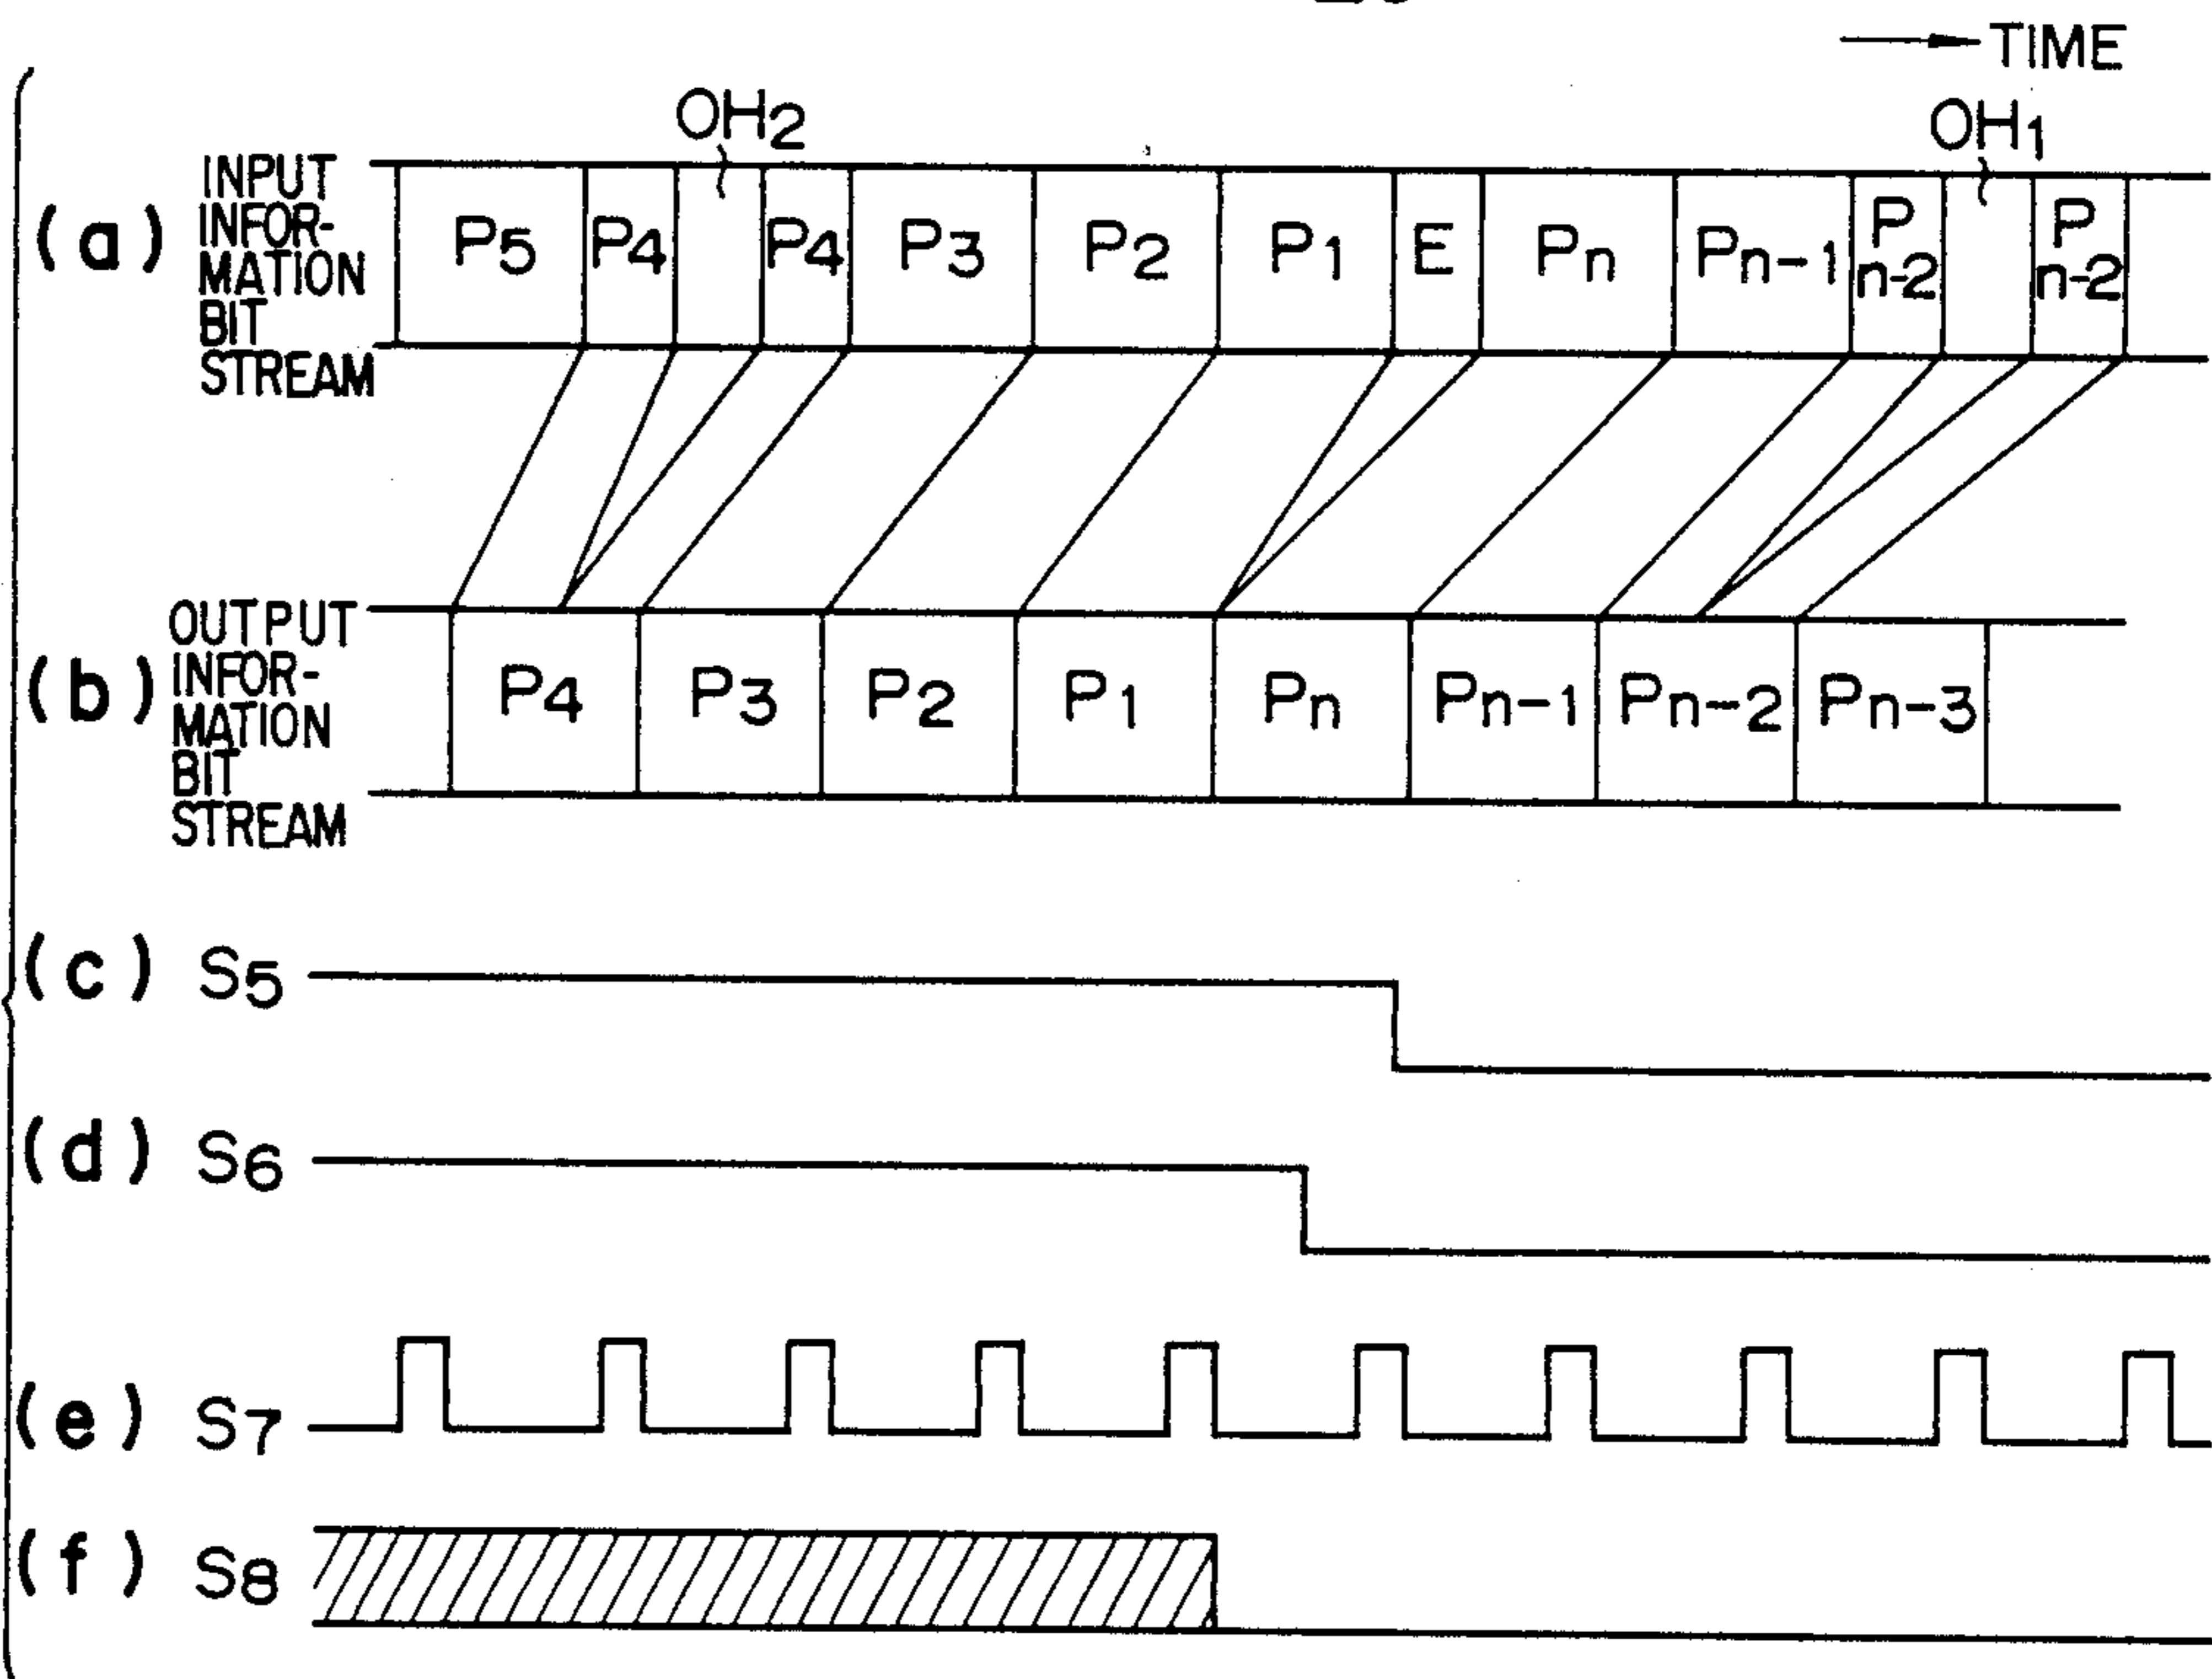 TIME
OH2
OH1
(a)
INPUT
INFOR-
MATION
BIT
STREAM
P5 P4 P4 P3 P2 P1 E Pn Pn-1 P
n-2 P
n-2
(b)
OUTPUT
INFOR-
MATION
BIT
STREAM
P4 P3 P2 P1 Pn Pn-1 Pn-2 Pn-3
(c) S5
(d) S6
(e) S7
(f) S8